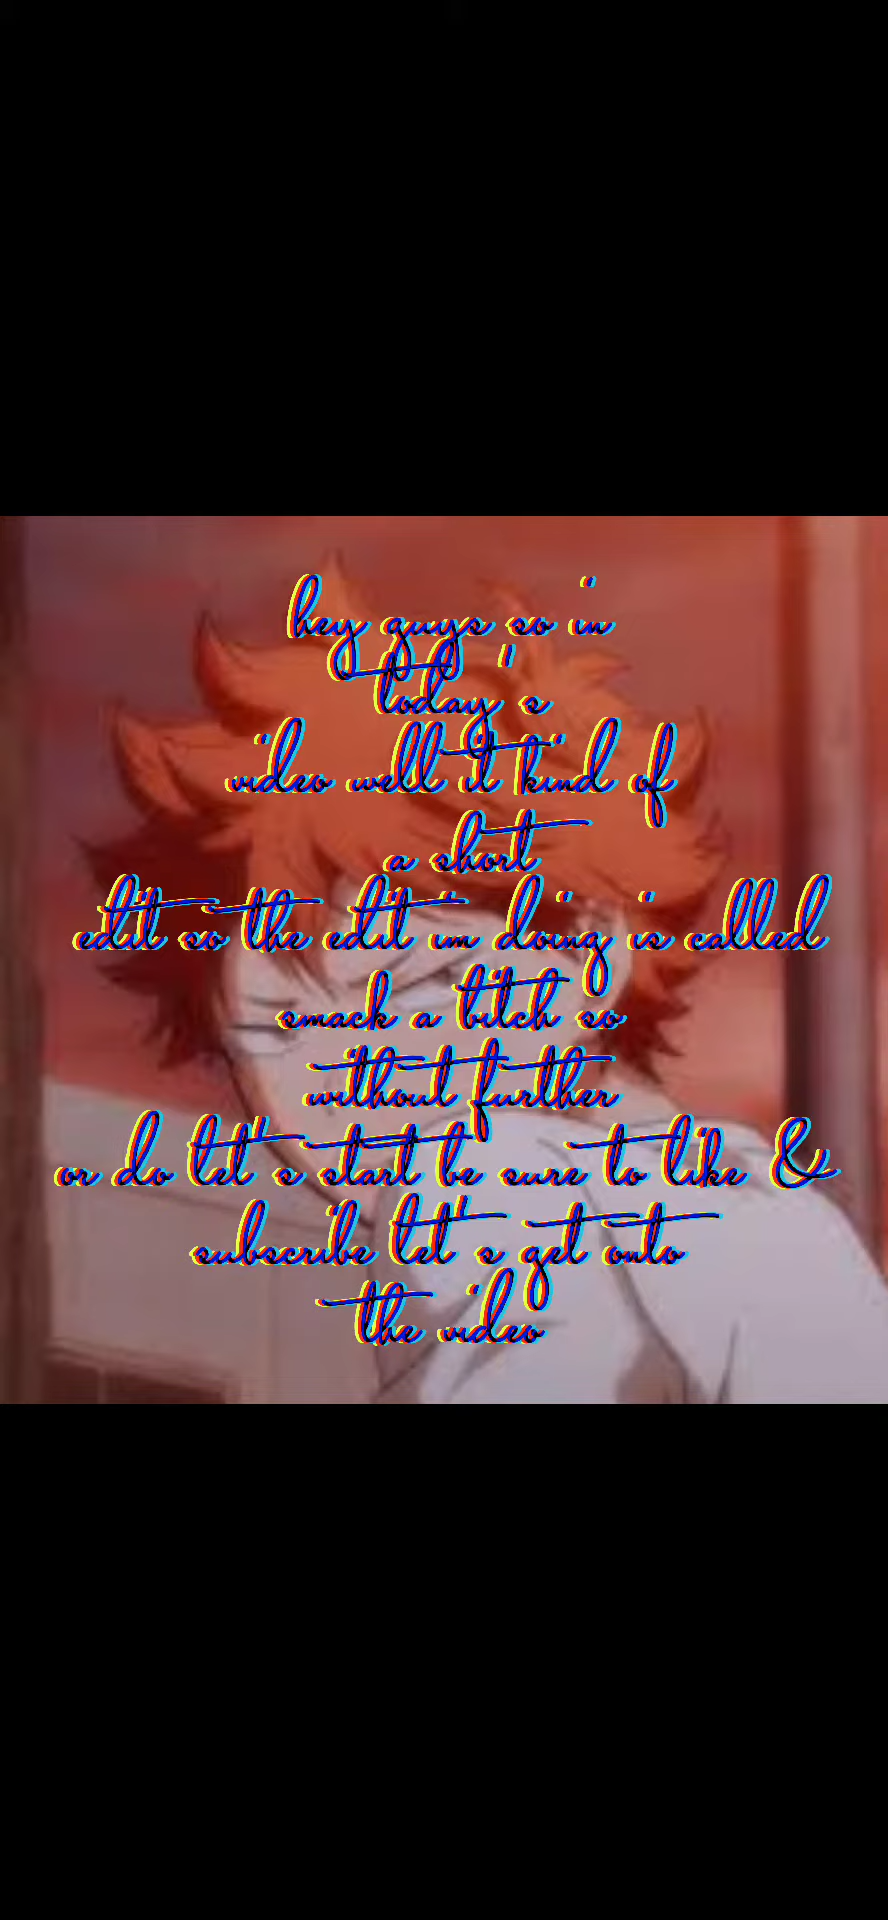 hey guys so in
today's
video well it kind of
a short
edit so the edit im doing is called
smack a bitch so
without further
or do let's start be sure to like &
subscribe let's get onto
the video